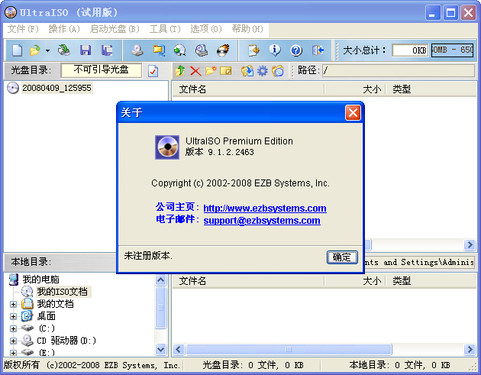 UltraISO (试用版)
文件(F) 操作(A) 启动光盘(B) 工具(T) 选项(O) 帮助(H)
大小总计: 0KB 0MB - 650
光盘目录: 不可引导光盘 路径: /
20080409_125955
文件名 大小 类型
关于
UltraISO Premium Edition
版本 9.1.2.2463
Copyright (c) 2002-2008 EZB Systems, Inc.
公司主页: http://www.ezbsystems.com
电子邮件: support@ezbsystems.com
未注册版本.
确定
本地目录: nts and Settings\Adminis
我的电脑
我的ISO文档
我的文档
桌面
(C:)
CD 驱动器(D:)
(E:)
文件名 大小 类型
版权所有 (c)2002-2008 EZB Systems, Inc. 光盘目录: 0 文件, 0 KB 本地目录: 0 文件, 0 KB